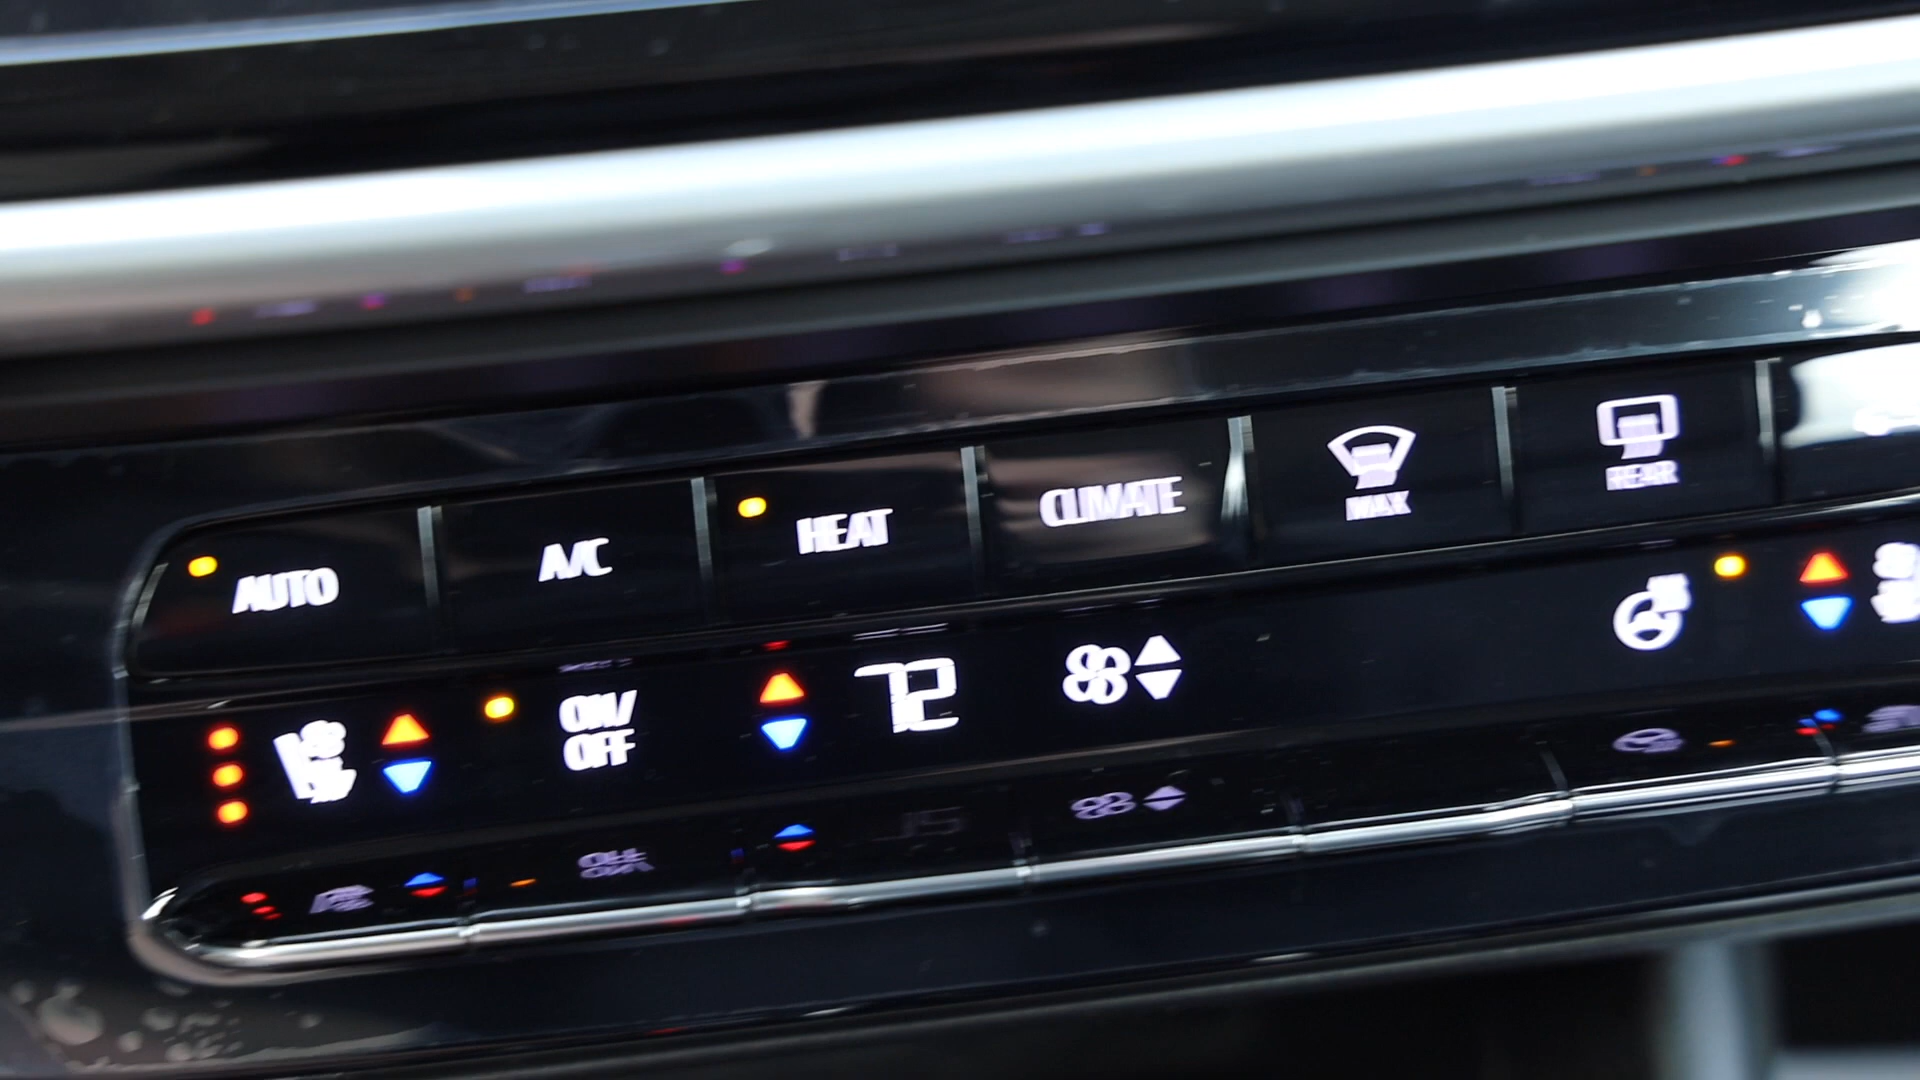 AUTO
A/C
HEAT
CLIMATE
MAX
REAR
ON/
OFF
72